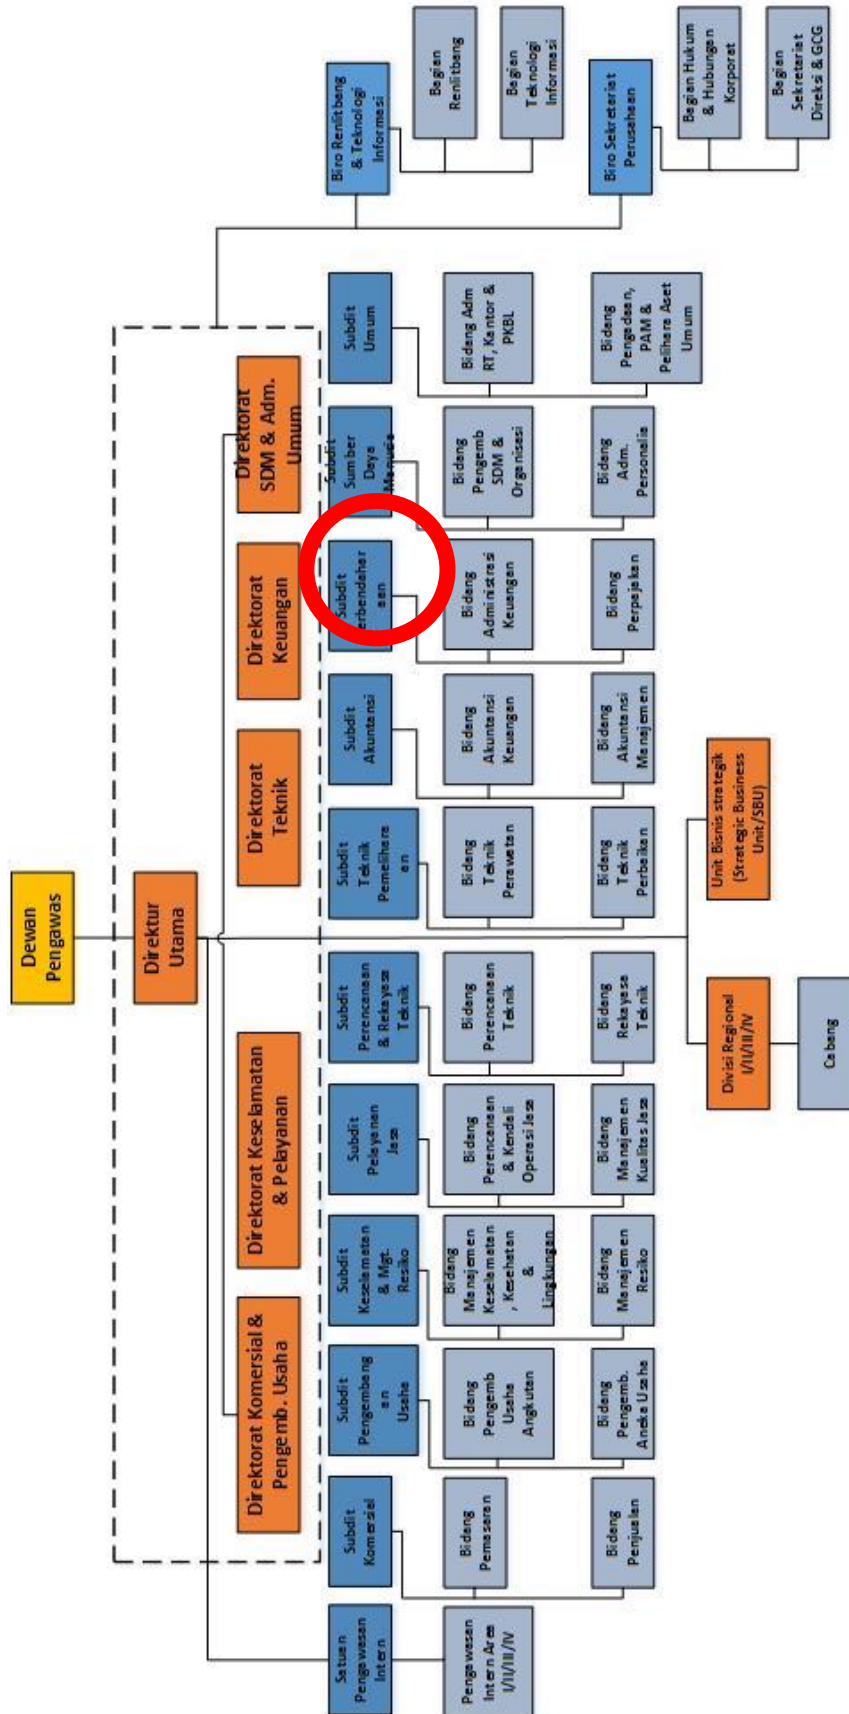 Dewan
Pengawas
Direktur
Utama
Direktorat Komersial &
Pengemb. Usaha
Direktorat Keselamatan
& Pelayanan
Direktorat
Teknik
Direktorat
Keuangan
Direktorat
SDM & Adm.
Umum
Satuan
Pengawasan
Intern
Subdit
Komersial
Subdit
Pengembang
an
Usaha
Subdit
Keselamatan
& Mgt.
Resiko
Subdit
Pelayanan
Jasa
Subdit
Perencanaan
& Rekayasa
Teknik
Subdit
Teknik
Pemelihara
an
Subdit
Akuntansi
Subdit
Perbendahar
aan
Subdit
Sumber
Daya
Manusia
Subdit
Umum
Biro Renlitbang
& Teknologi
Informasi
Biro Sekretariat
Perusahaan
Pengawasan
Intern Area
I/II/III/IV
Bidang
Pemasaran
Bidang
Pengemb
Usaha
Angkutan
Bidang
Manajemen
Keselamatan
, Kesehatan
&
Lingkungan
Bidang
Perencanaan
& Kendali
Operasi Jasa
Bidang
Perencanaan
Teknik
Bidang
Teknik
Perawatan
Bidang
Akuntansi
Keuangan
Bidang
Administrasi
Keuangan
Bidang
Pengemb
SDM &
Organisasi
Bidang Adm
RT, Kantor &
PKBL
Bagian
Renlitbang
Bagian
Teknologi
Informasi
Bagian Hukum
& Hubungan
Korporat
Bagian
Sekretariat
Direksi & GCG
Bidang
Penjualan
Bidang
Pengemb.
Aneka Usaha
Bidang
Manajemen
Resiko
Bidang
Manajemen
Kualitas Jasa
Bidang
Rekayasa
Teknik
Bidang
Teknik
Perbaikan
Bidang
Akuntansi
Manajemen
Bidang
Perpajakan
Bidang
Adm.
Personalia
Bidang
Pengadaan,
PAM &
Pelihara Aset
Umum
Divisi Regional
I/II/III/IV
Unit Bisnis strategik
(Strategic Business
Unit/SBU)
Cabang